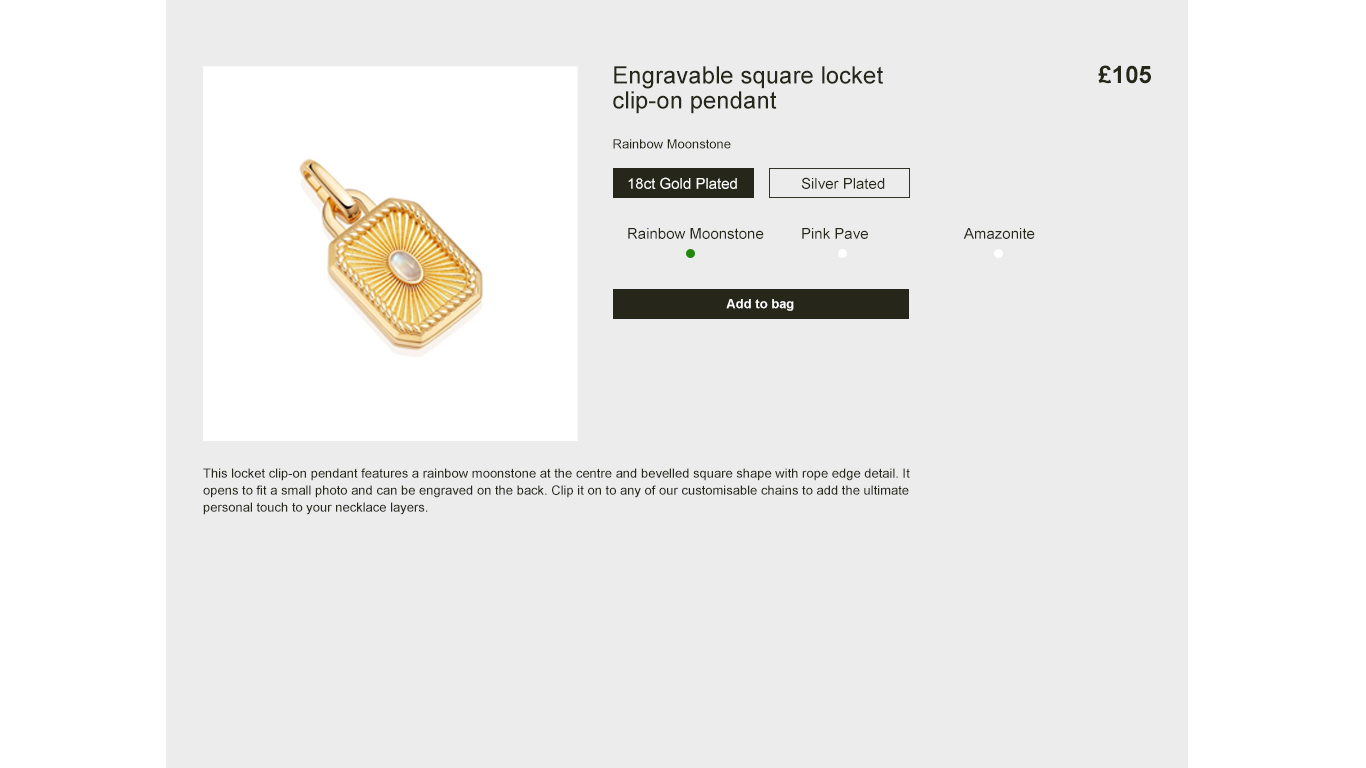 Engravable square locket
clip-on pendant
£105
Rainbow Moonstone
18ct Gold Plated
Silver Plated
Rainbow Moonstone
Pink Pave
Amazonite
Add to bag
This locket clip-on pendant features a rainbow moonstone at the centre and bevelled square shape with rope edge detail. It
opens to fit a small photo and can be engraved on the back. Clip it on to any of our customisable chains to add the ultimate
personal touch to your necklace layers.